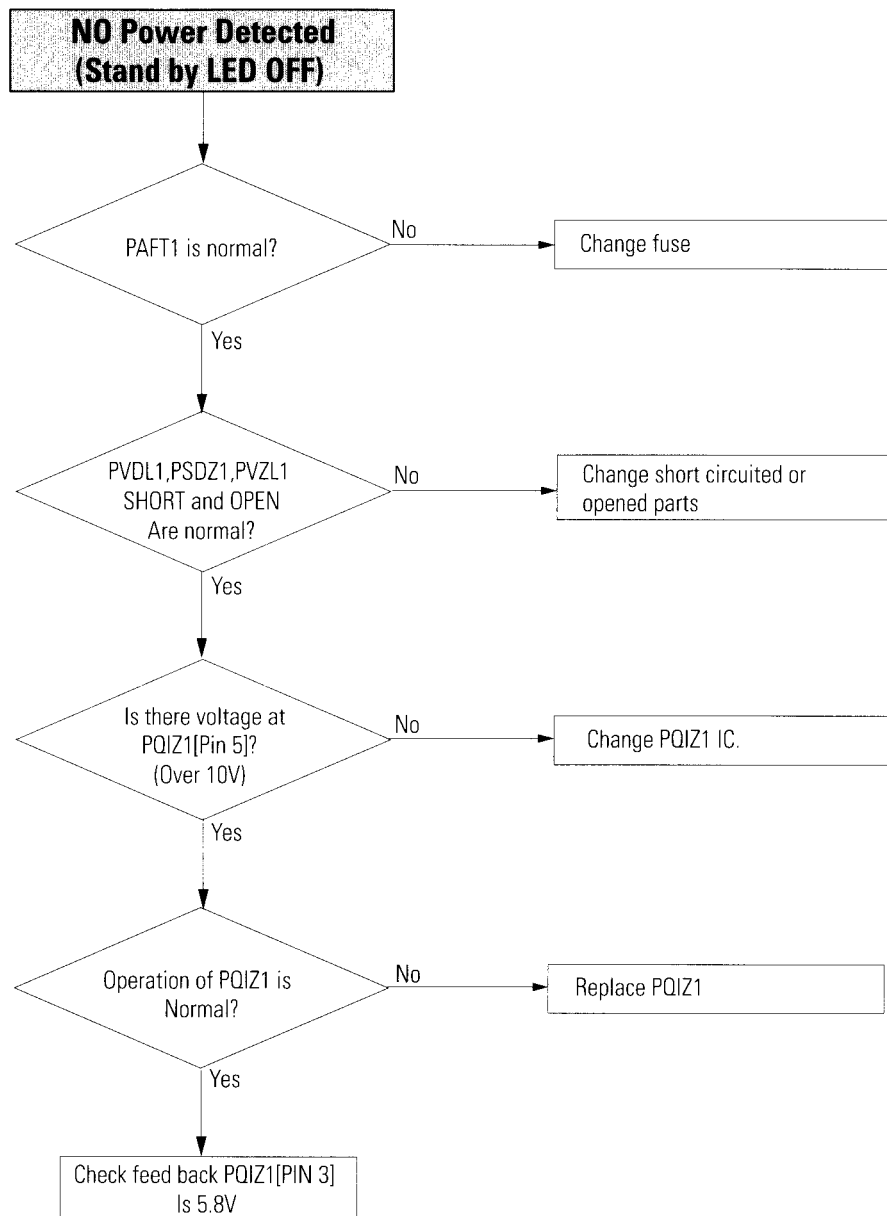 NO Power Detected
(Stand by LED OFF)
PAFT1 is normal?
No
Change fuse
Yes
PVDL1,PSDZ1,PVZL1
SHORT and OPEN
Are normal?
No
Change short circuited or
opened parts
Yes
Is there voltage at
PQIZ1[Pin 5]?
(Over 10V)
No
Change PQIZ1 IC.
Yes
Operation of PQIZ1 is
Normal?
No
Replace PQIZ1
Yes
Check feed back PQIZ1[PIN 3]
Is 5.8V